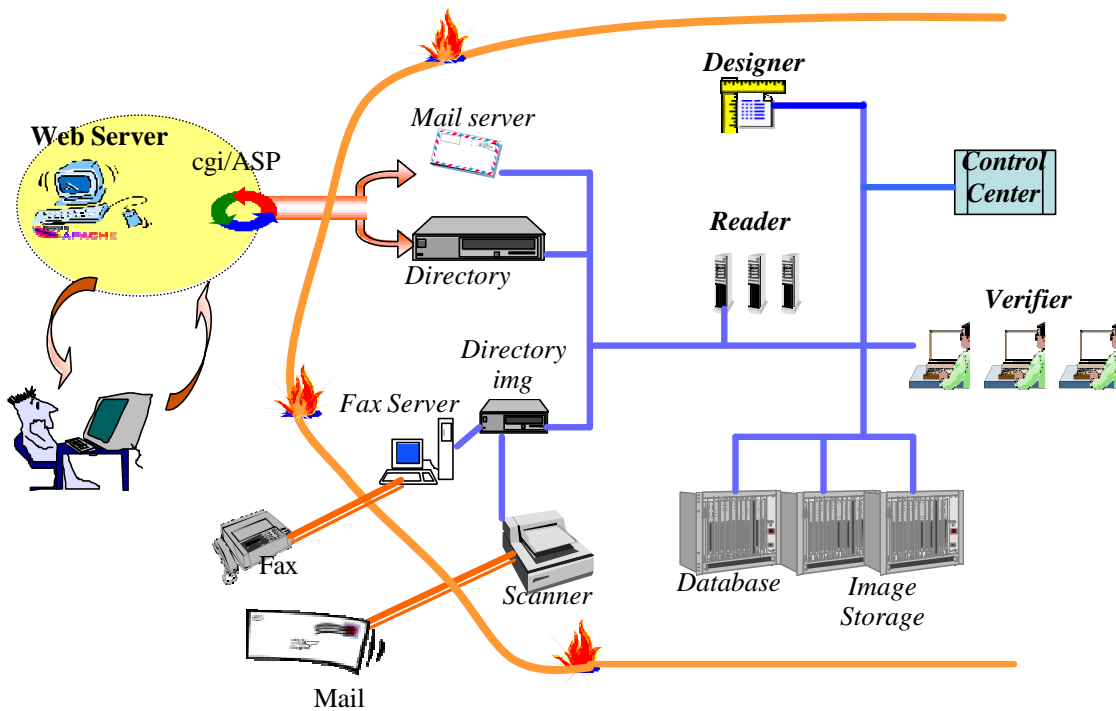 Designer
Mail server
Web Server
cgi/ASP
Control
Center
APACHE
Reader
Directory
Verifier
Directory
img
Fax Server
Fax
Database
Image
Storage
Scanner
Mail